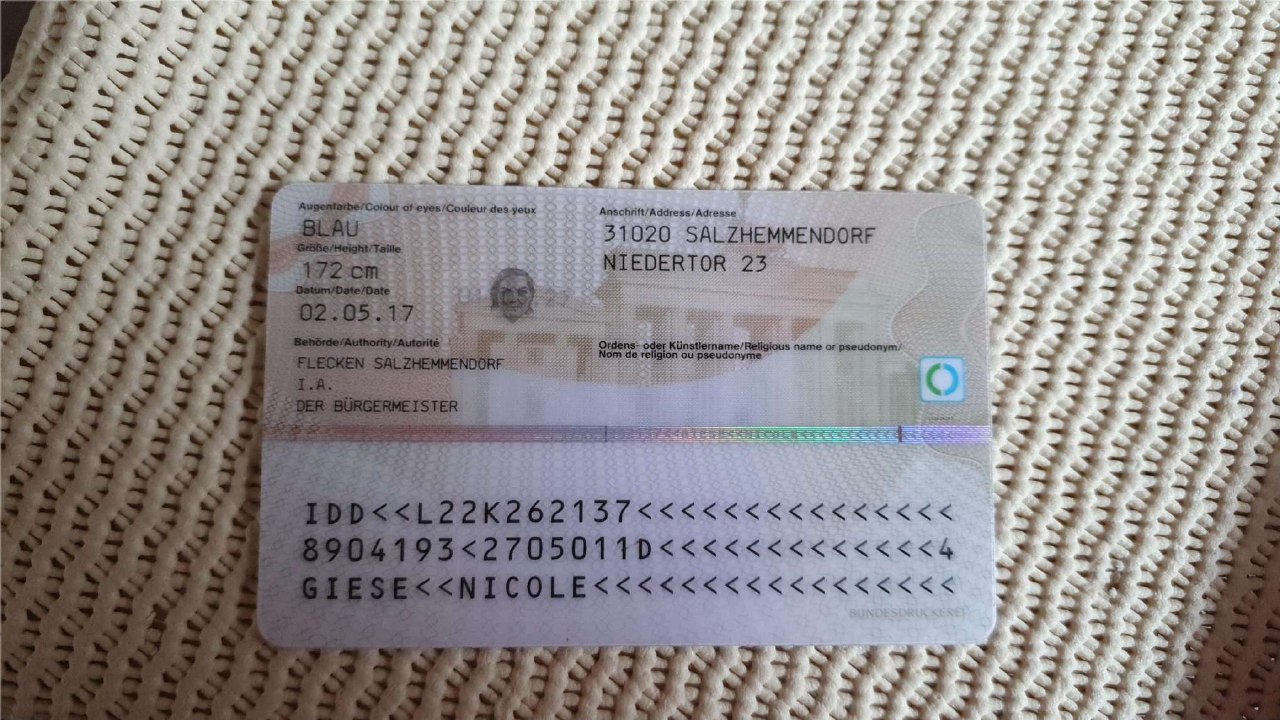 Augenfarbe/Colour of eyes/Couleur des yeux
BLAU
Größe/Height/Taille
172 cm
Datum/Date/Date
02.05.17
Behörde/Authority/Autorité
FLECKEN SALZHEMMENDORF
I.A.
DER BÜRGERMEISTER
Anschrift/Address/Adresse
31020 SALZHEMMENDORF
NIEDERTOR 23
Ordens- oder Künstlername/Religious name or pseudonym/
Nom de religion ou pseudonyme
IDD<<L22K262137<<<<<<<<<<<<<<<
8904193<2705011D<<<<<<<<<<<<<4
GIESE<<NICOLE<<<<<<<<<<<<<<<<<
BUNDESDRUCKEREI